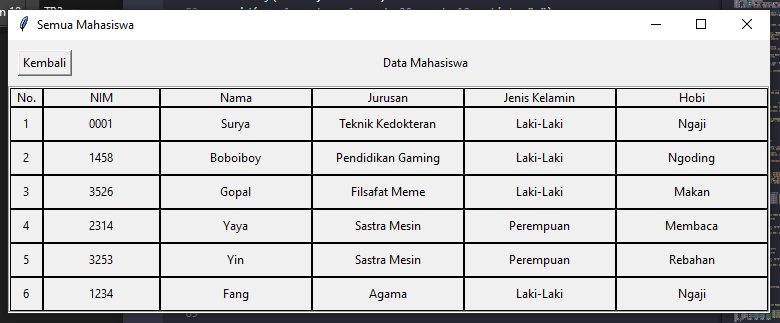 Semua Mahasiswa
Kembali Data Mahasiswa
No. NIM Nama Jurusan Jenis Kelamin Hobi
1 0001 Surya Teknik Kedokteran Laki-Laki Ngaji
2 1458 Boboiboy Pendidikan Gaming Laki-Laki Ngoding
3 3526 Gopal Filsafat Meme Laki-Laki Makan
4 2314 Yaya Sastra Mesin Perempuan Membaca
5 3253 Yin Sastra Mesin Perempuan Rebahan
6 1234 Fang Agama Laki-Laki Ngaji